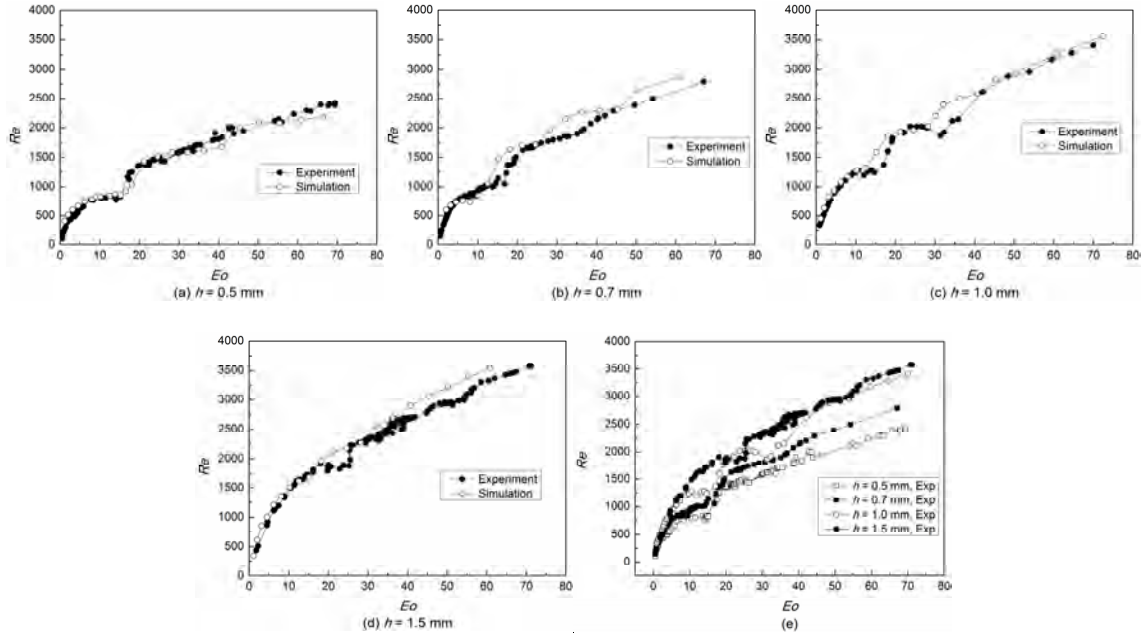 4000
3500
3000
2500
2000
1500
1000
500
0
Re
Experiment
Simulation
0 10 20 30 40 50 60 70 80
Eo
(a) h = 0.5 mm
4000
3500
3000
2500
2000
1500
1000
500
0
Re
Experiment
Simulation
0 10 20 30 40 50 60 70 80
Eo
(b) h = 0.7 mm
4000
3500
3000
2500
2000
1500
1000
500
0
Re
Experiment
Simulation
0 10 20 30 40 50 60 70 80
Eo
(c) h = 1.0 mm
4000
3500
3000
2500
2000
1500
1000
500
0
Re
Experiment
Simulation
0 10 20 30 40 50 60 70 80
Eo
(d) h = 1.5 mm
4000
3500
3000
2500
2000
1500
1000
500
0
Re
h = 0.5 mm, Exp
h = 0.7 mm, Exp
h = 1.0 mm, Exp
h = 1.5 mm, Exp
0 10 20 30 40 50 60 70 80
Eo
(e)